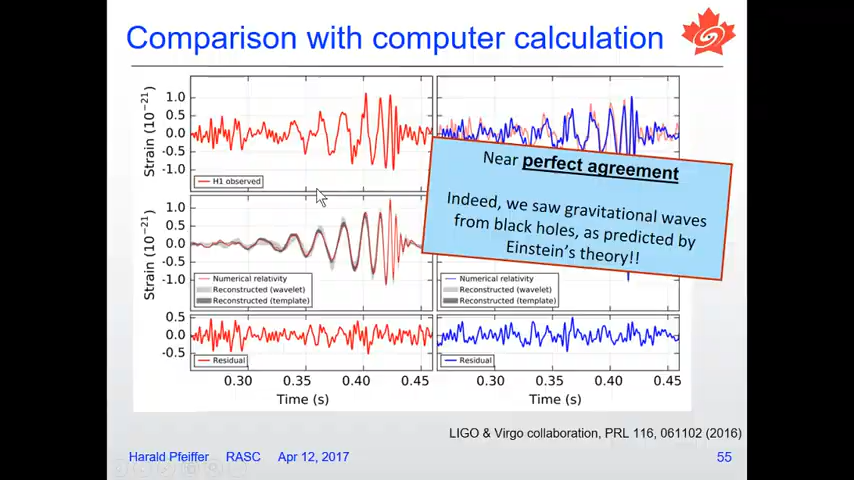 Comparison with computer calculation
Strain (10⁻²¹)
1.0
0.5
0.0
-0.5
-1.0
H1 observed
Near perfect agreement
Indeed, we saw gravitational waves
from black holes, as predicted by
Einstein's theory!!
Strain (10⁻²¹)
1.0
0.5
0.0
-0.5
-1.0
Numerical relativity
Reconstructed (wavelet)
Reconstructed (template)
Numerical relativity
Reconstructed (wavelet)
Reconstructed (template)
0.5
0.0
-0.5
Residual
Residual
0.30 0.35 0.40 0.45
0.30 0.35 0.40 0.45
Time (s)
Time (s)
LIGO & Virgo collaboration, PRL 116, 061102 (2016)
Harald Pfeiffer RASC Apr 12, 2017 55